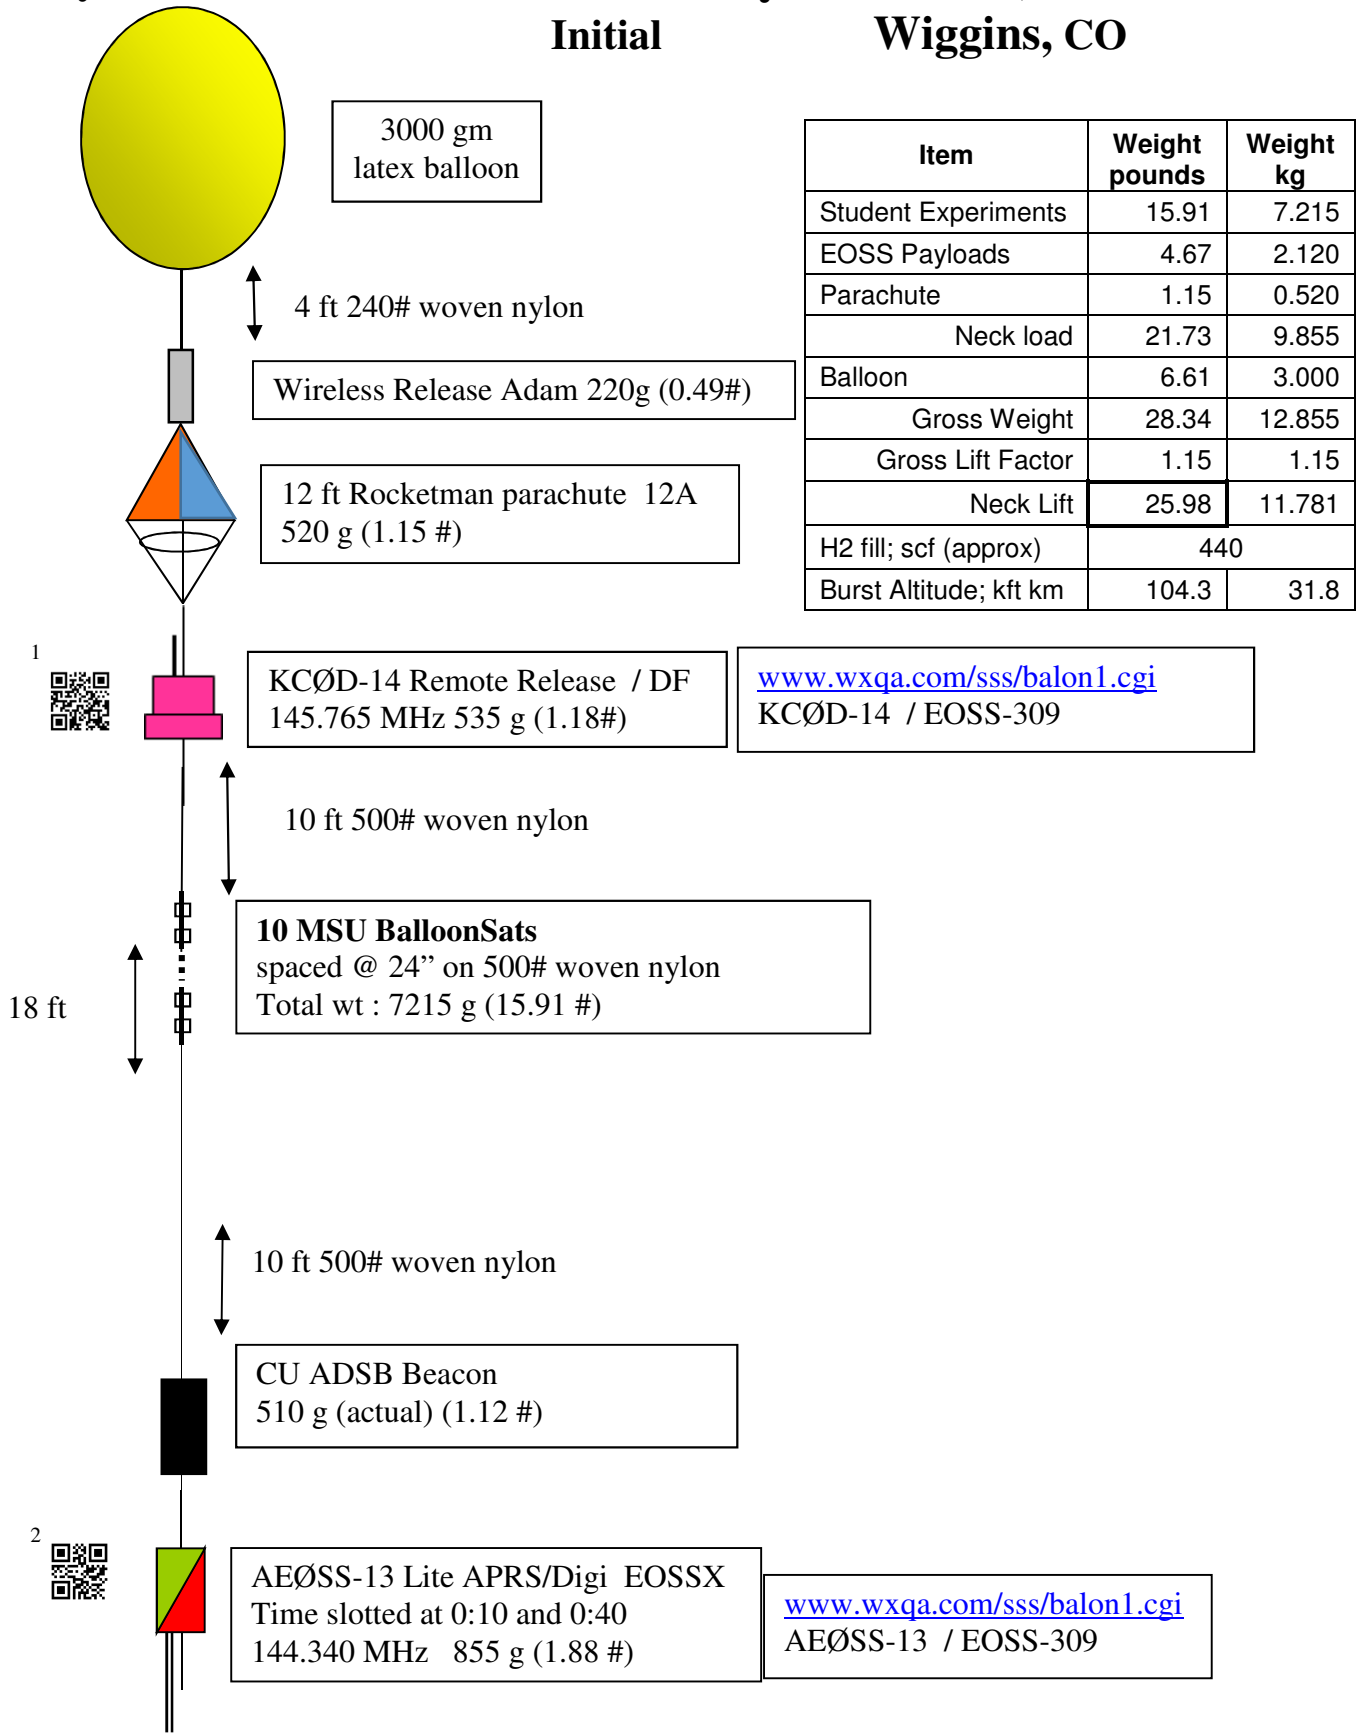 Initial Wiggins, CO
3000 gm
latex balloon
Item Weight pounds Weight kg
Student Experiments 15.91 7.215
EOSS Payloads 4.67 2.120
Parachute 1.15 0.520
Neck load 21.73 9.855
Balloon 6.61 3.000
Gross Weight 28.34 12.855
Gross Lift Factor 1.15 1.15
Neck Lift 25.98 11.781
H2 fill; scf (approx) 440
Burst Altitude; kft km 104.3 31.8
4 ft 240# woven nylon
Wireless Release Adam 220g (0.49#)
12 ft Rocketman parachute 12A
520 g (1.15 #)
1
KCØD-14 Remote Release / DF
145.765 MHz 535 g (1.18#)
www.wxqa.com/sss/balon1.cgi
KCØD-14 / EOSS-309
10 ft 500# woven nylon
10 MSU BalloonSats
spaced @ 24” on 500# woven nylon
Total wt : 7215 g (15.91 #)
18 ft
10 ft 500# woven nylon
CU ADSB Beacon
510 g (actual) (1.12 #)
2
AEØSS-13 Lite APRS/Digi EOSSX
Time slotted at 0:10 and 0:40
144.340 MHz 855 g (1.88 #)
www.wxqa.com/sss/balon1.cgi
AEØSS-13 / EOSS-309